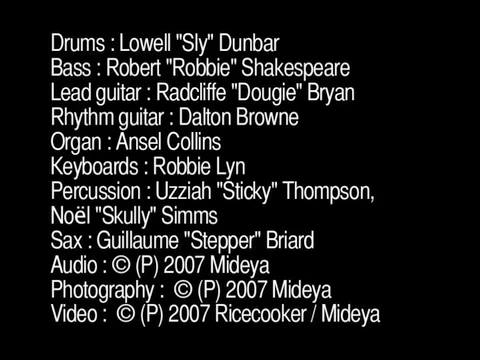 Drums : Lowell "Sly" Dunbar
Bass : Robert "Robbie" Shakespeare
Lead guitar : Radcliffe "Dougie" Bryan
Rhythm guitar : Dalton Browne
Organ : Ansel Collins
Keyboards : Robbie Lyn
Percussion : Uzziah "Sticky" Thompson,
Noël "Skully" Simms
Sax : Guillaume "Stepper" Briard
Audio : © (P) 2007 Mideya
Photography :  © (P) 2007 Mideya
Video :  © (P) 2007 Ricecooker / Mideya